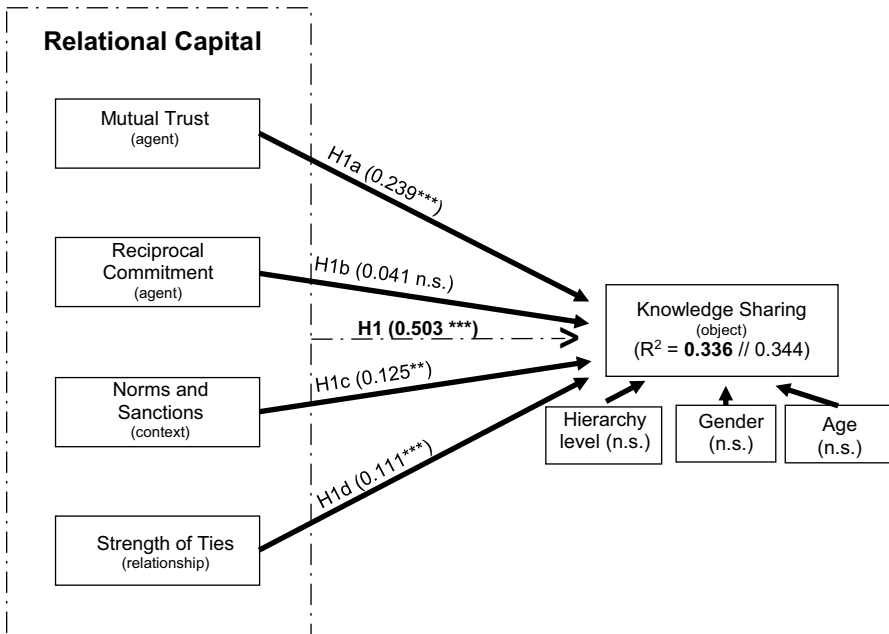 Relational Capital
Mutual Trust
(agent)
H1a (0.239***)
Reciprocal
Commitment
(agent)
H1b (0.041 n.s.)
H1 (0.503 ***)
Knowledge Sharing
(object)
(R² = 0.336 // 0.344)
Norms and
Sanctions
(context)
H1c (0.125**)
Hierarchy
level (n.s.)
Gender
(n.s.)
Age
(n.s.)
H1d (0.111***)
Strength of Ties
(relationship)